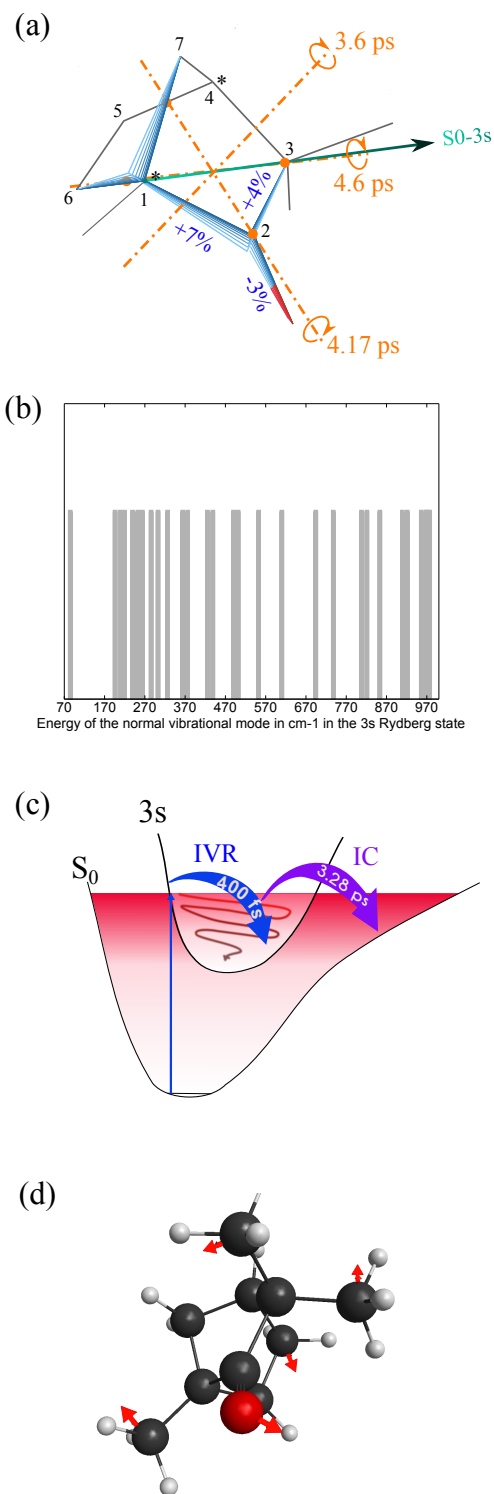 (a)
7
3.6 ps
*
4
5
3
S0-3s
*
+4%
4.6 ps
6
1
2
+7%
-3%
4.17 ps
(b)
70 170 270 370 470 570 670 770 870 970
Energy of the normal vibrational mode in cm-1 in the 3s Rydberg state
(c)
3s
IVR
IC
S0
400 fs
3.28 ps
(d)